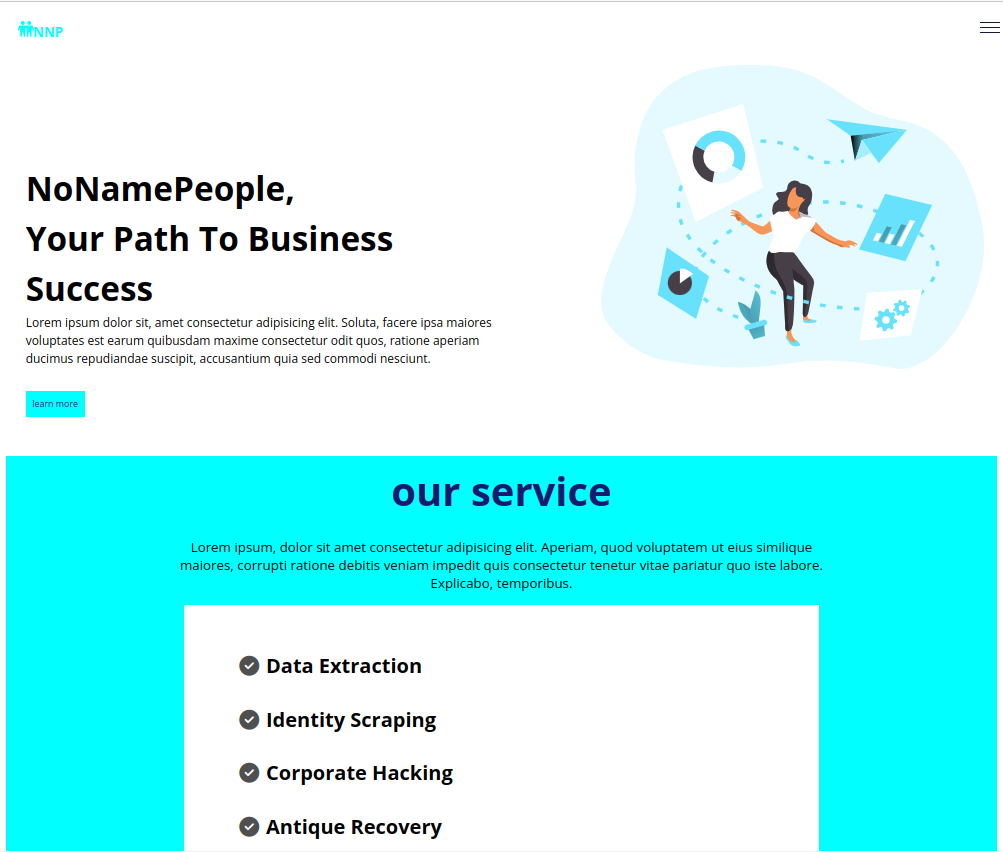 NNP
NoNamePeople,
Your Path To Business
Success
Lorem ipsum dolor sit, amet consectetur adipisicing elit. Soluta, facere ipsa maiores
voluptates est earum quibusdam maxime consectetur odit quos, ratione aperiam
ducimus repudiandae suscipit, accusantium quia sed commodi nesciunt.
learn more
our service
Lorem ipsum, dolor sit amet consectetur adipisicing elit. Aperiam, quod voluptatem ut eius similique
maiores, corrupti ratione debitis veniam impedit quis consectetur tenetur vitae pariatur quo iste labore.
Explicabo, temporibus.
Data Extraction
Identity Scraping
Corporate Hacking
Antique Recovery